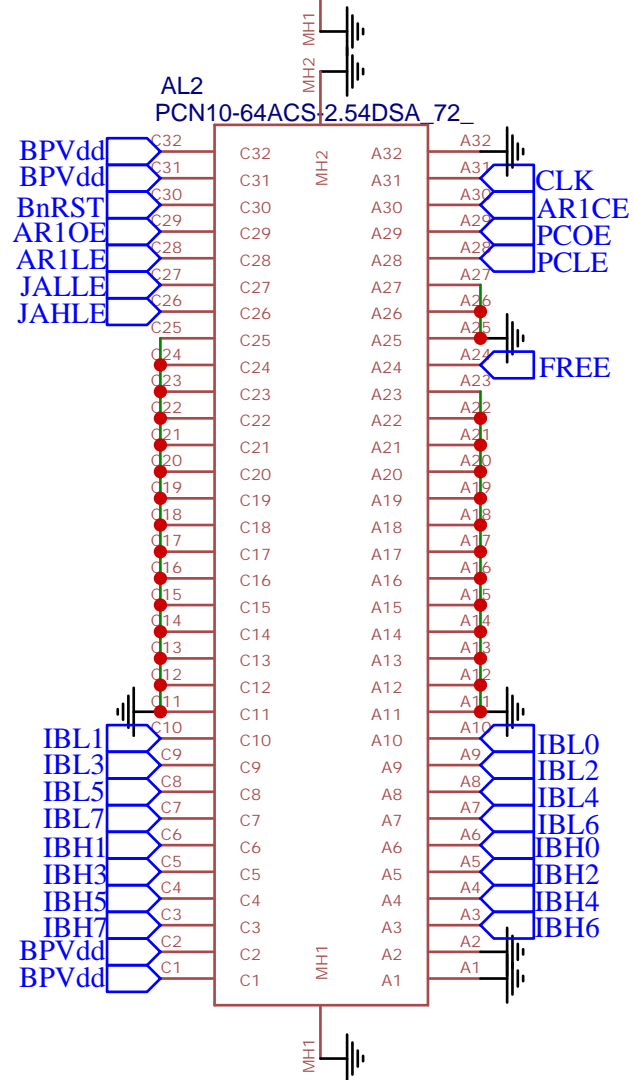 MH1
MH2
AL2
PCN10-64ACS-2.54DSA_72_
BPVdd C32 C32 MH2 A32 A32
BPVdd C31 C31 A31 A31 CLK
BnRST C30 C30 A30 A30 AR1CE
AR1OE C29 C29 A29 A29 PCOE
AR1LE C28 C28 A28 A28 PCLE
JALLE C27 C27 A27 A27
JAHLE C26 C26 A26 A26
C25 C25 A25 A25
C24 C24 A24 A24 FREE
C23 C23 A23 A23
C22 C22 A22 A22
C21 C21 A21 A21
C20 C20 A20 A20
C19 C19 A19 A19
C18 C18 A18 A18
C17 C17 A17 A17
C16 C16 A16 A16
C15 C15 A15 A15
C14 C14 A14 A14
C13 C13 A13 A13
C12 C12 A12 A12
C11 C11 A11 A11
IBL1 C10 C10 A10 A10 IBL0
IBL3 C9 C9 A9 A9 IBL2
IBL5 C8 C8 A8 A8 IBL4
IBL7 C7 C7 A7 A7 IBL6
IBH1 C6 C6 A6 A6 IBH0
IBH3 C5 C5 A5 A5 IBH2
IBH5 C4 C4 A4 A4 IBH4
IBH7 C3 C3 A3 A3 IBH6
BPVdd C2 C2 A2 A2
BPVdd C1 C1 MH1 A1 A1
MH1